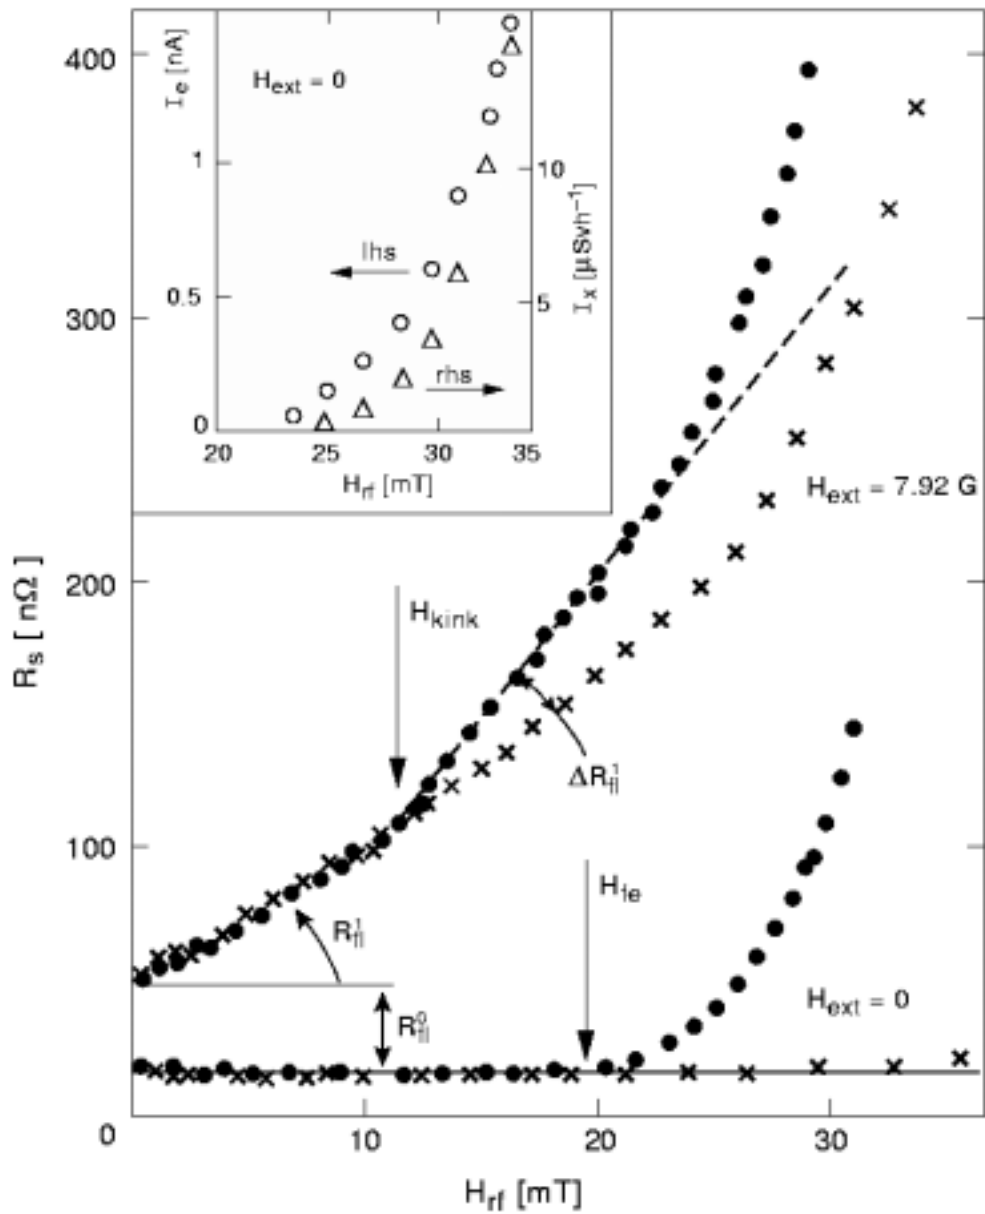 400
300
200
100
0
10
20
30
R_s [ nΩ]
H_rf [mT]
I_e [nA]
1
0.5
0
H_ext = 0
lhs
rhs
10
5
I_x [μSvh⁻¹]
20
25
30
35
H_rf [mT]
H_ext = 7.92 G
H_kink
ΔR_fl^1
H_fe
R_fl^1
R_fl^0
H_ext = 0